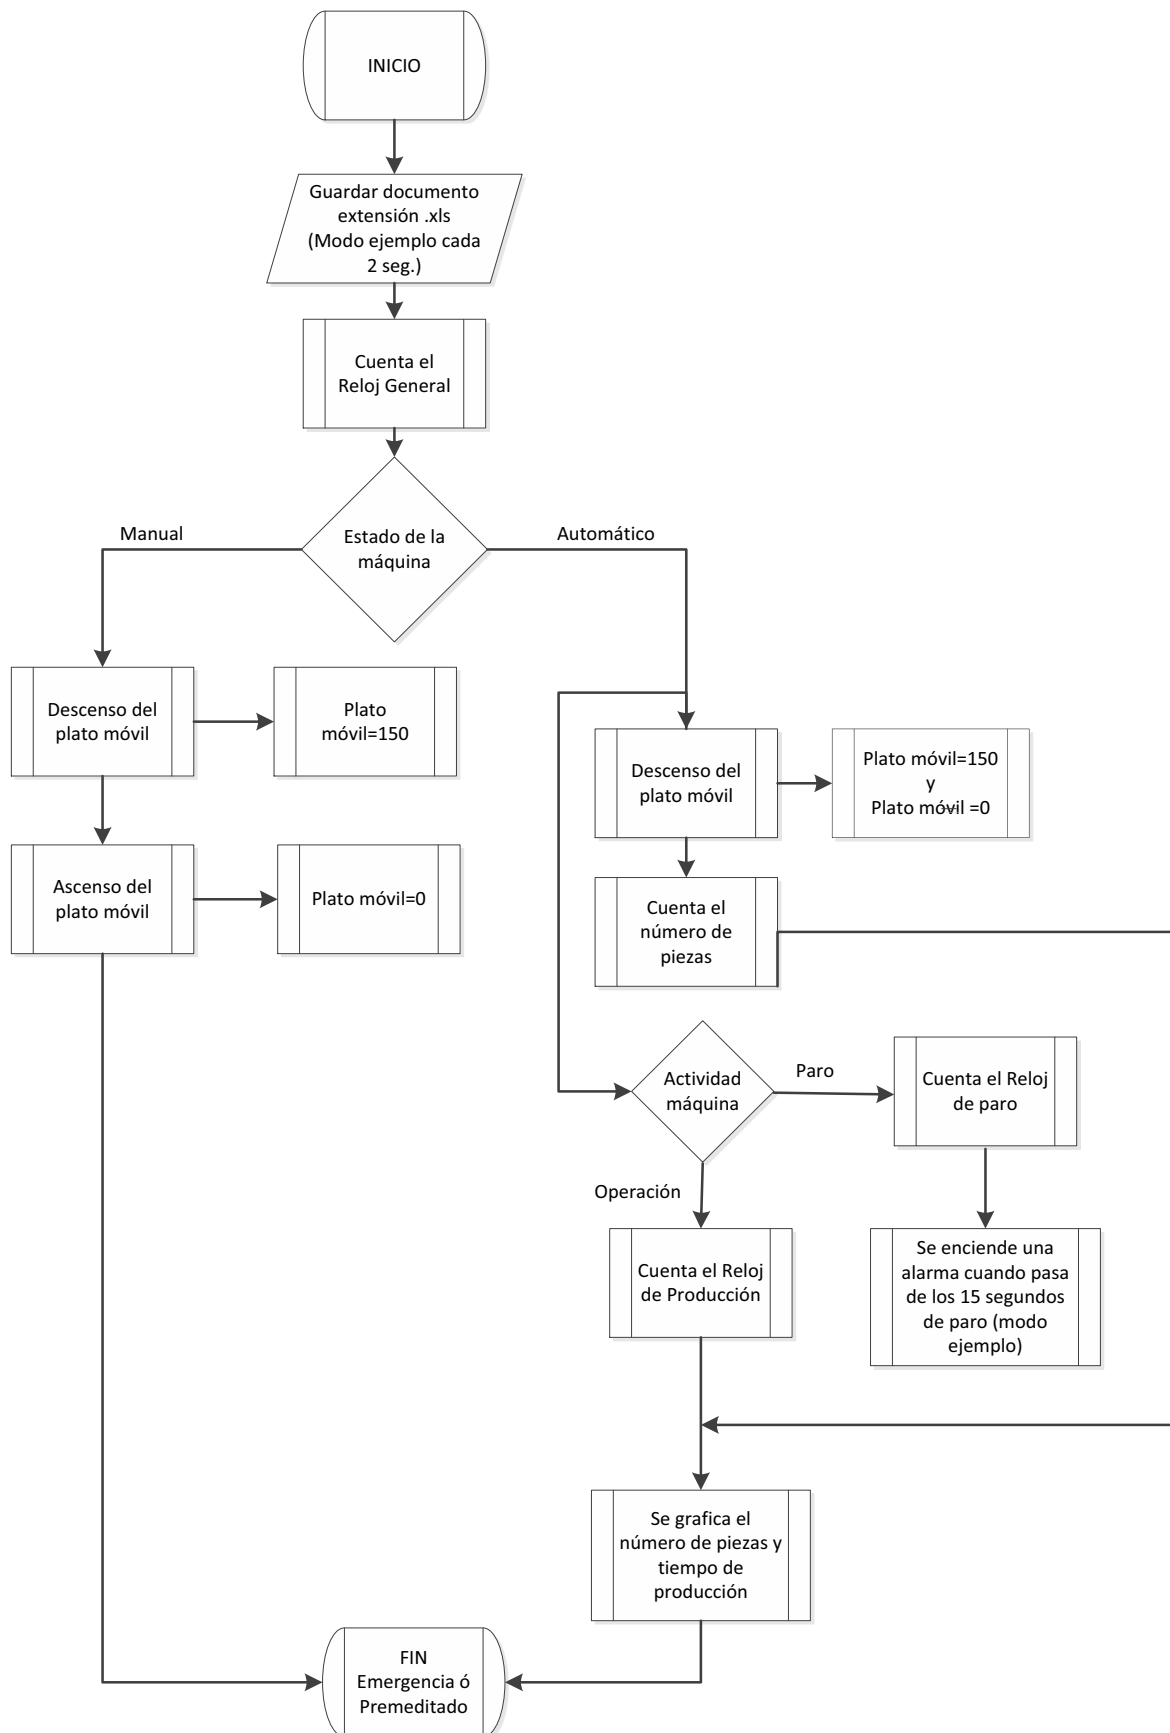 INICIO
Guardar documento
extensión .xls
(Modo ejemplo cada
2 seg.)
Cuenta el
Reloj General
Estado de la
máquina
Manual
Automático
Descenso del
plato móvil
Plato
móvil=150
Ascenso del
plato móvil
Plato móvil=0
Descenso del
plato móvil
Plato móvil=150
y
Plato móvil =0
Cuenta el
número de
piezas
Actividad
máquina
Paro
Cuenta el Reloj
de paro
Operación
Cuenta el Reloj
de Producción
Se enciende una
alarma cuando pasa
de los 15 segundos
de paro (modo
ejemplo)
Se grafica el
número de piezas y
tiempo de
producción
FIN
Emergencia ó
Premeditado